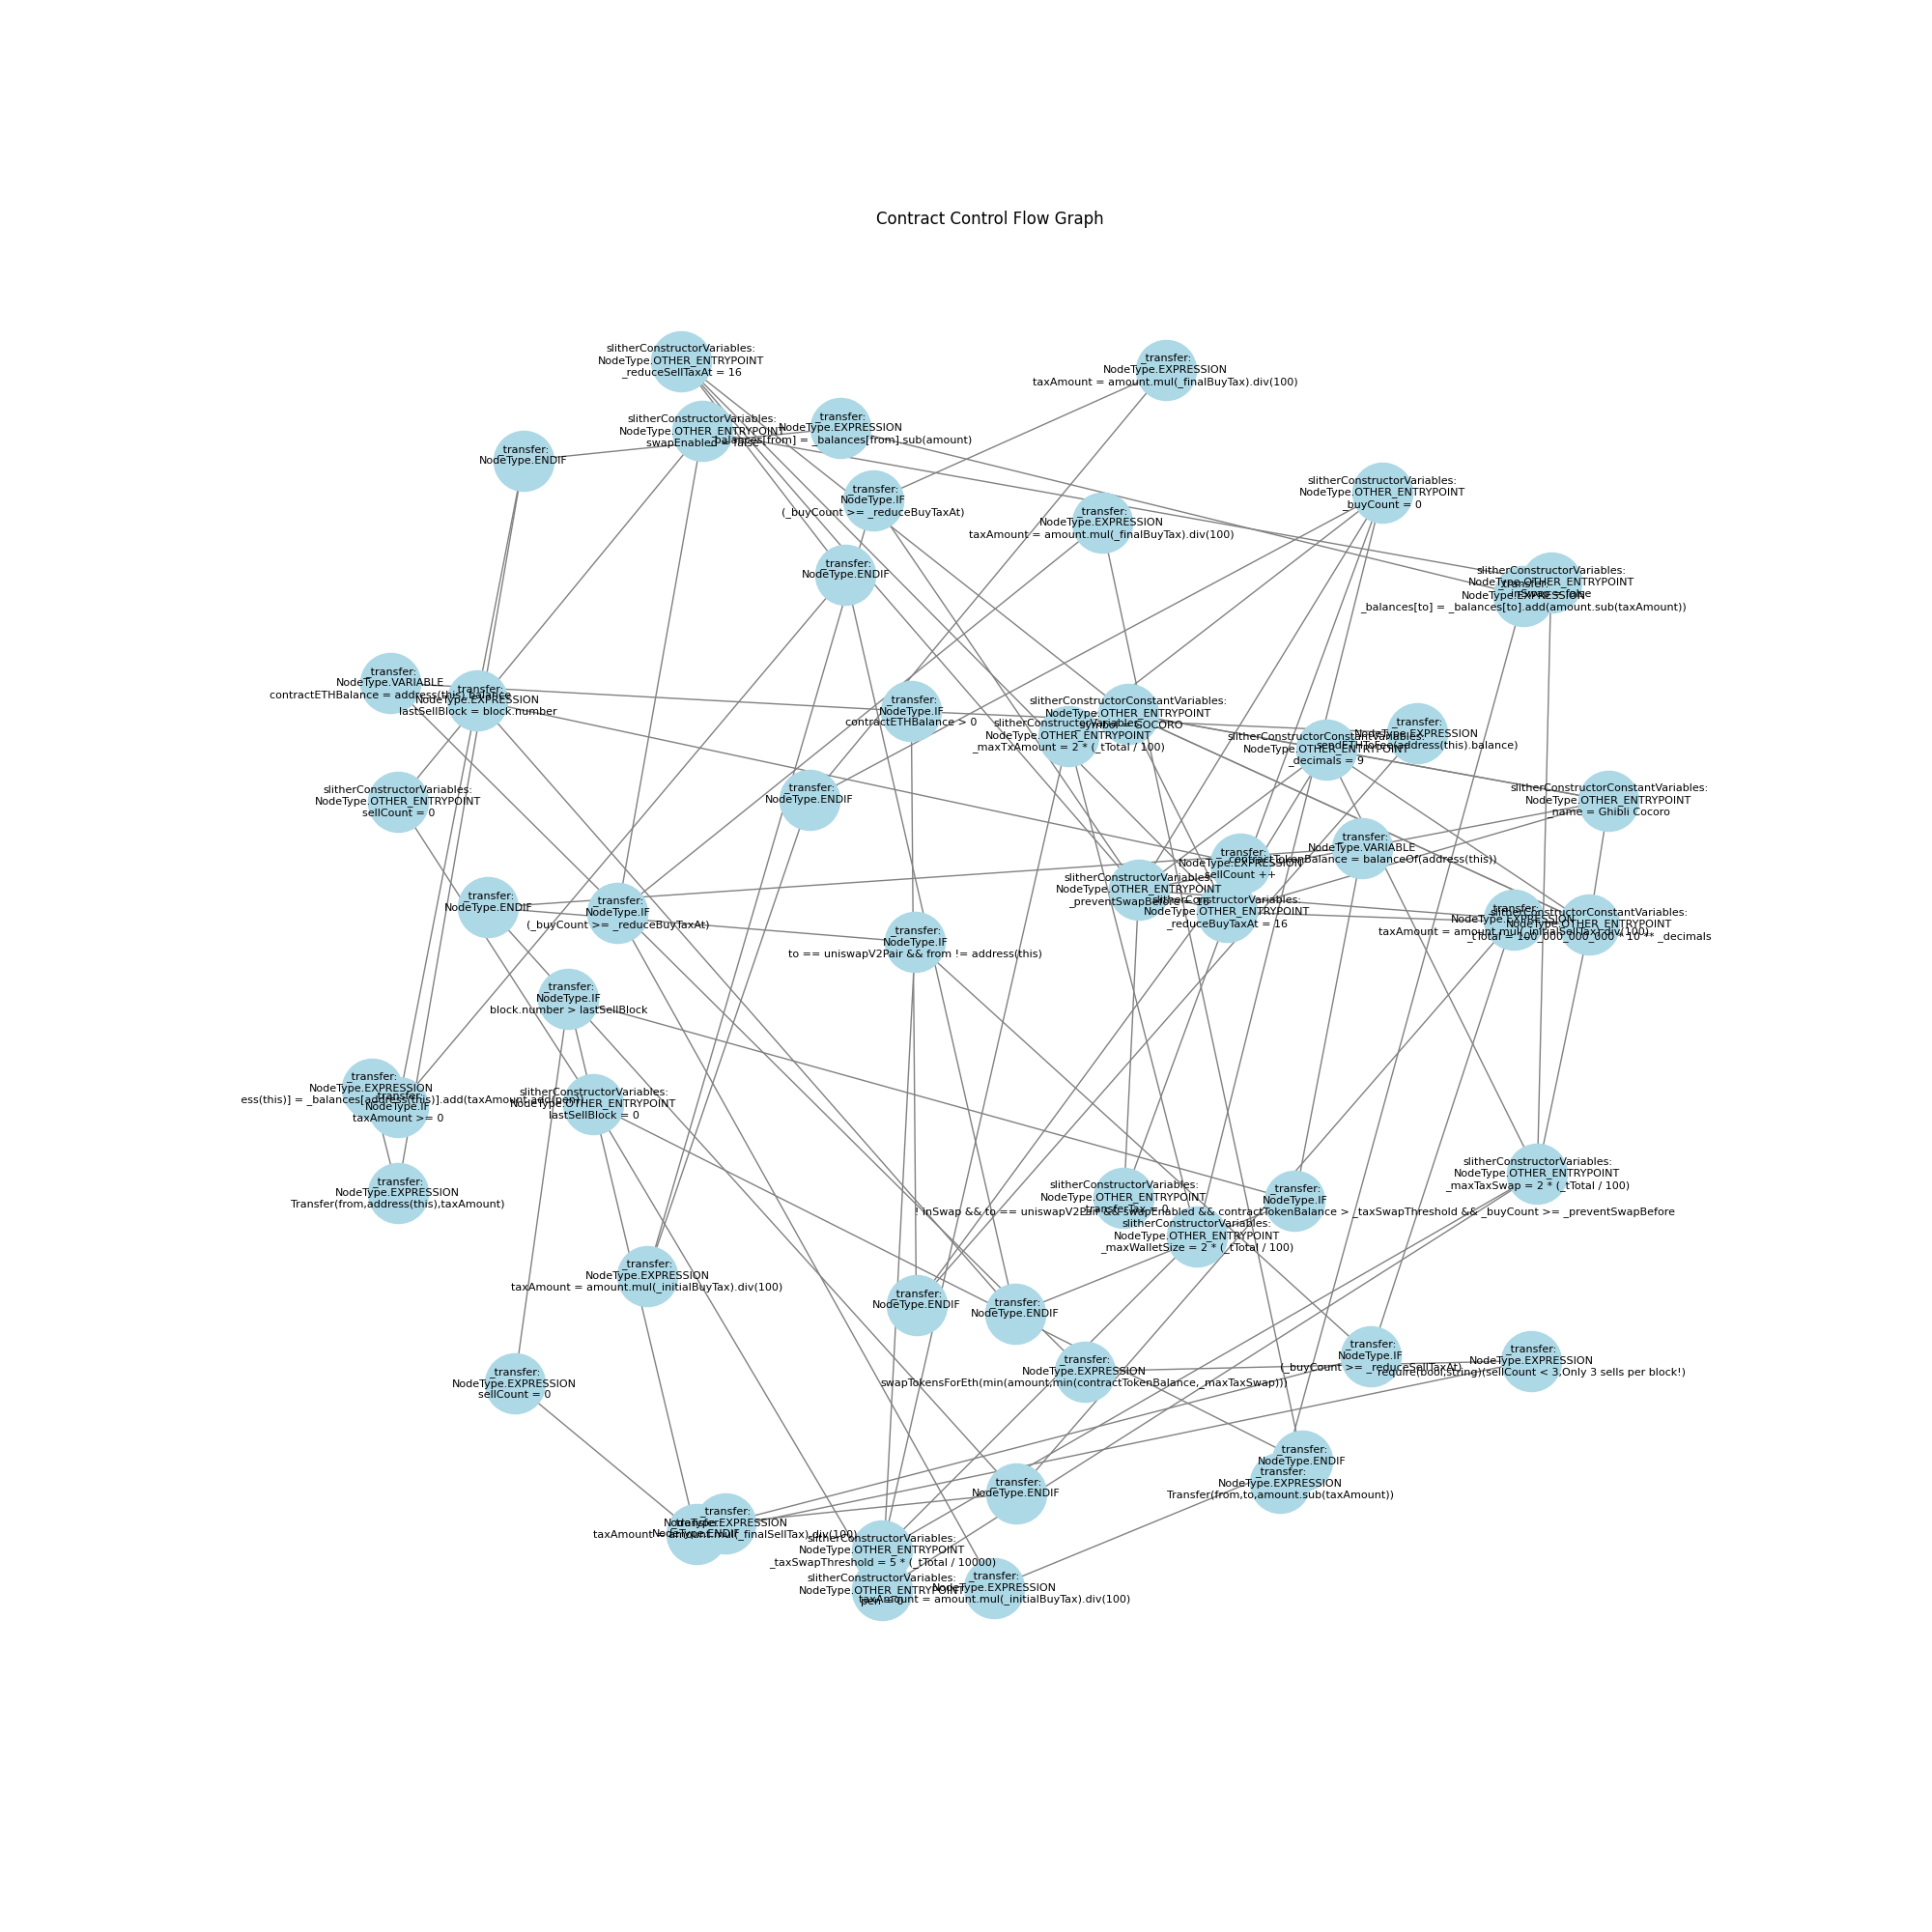 Contract Control Flow Graph
slitherConstructorVariables:
NodeType.OTHER_ENTRYPOINT
_reduceSellTaxAt = 16
_transfer:
NodeType.EXPRESSION
taxAmount = amount.mul(_finalBuyTax).div(100)
slitherConstructorVariables:
NodeType.OTHER_ENTRYPOINT
swapEnabled = false
_transfer:
NodeType.EXPRESSION
_balances[from] = _balances[from].sub(amount)
_transfer:
NodeType.ENDIF
_transfer:
NodeType.IF
(_buyCount >= _reduceBuyTaxAt)
slitherConstructorVariables:
NodeType.OTHER_ENTRYPOINT
_buyCount = 0
_transfer:
NodeType.EXPRESSION
taxAmount = amount.mul(_finalBuyTax).div(100)
_transfer:
NodeType.ENDIF
slitherConstructorVariables:
NodeType.OTHER_ENTRYPOINT
inSwap = false
_transfer:
NodeType.EXPRESSION
_balances[to] = _balances[to].add(amount.sub(taxAmount))
_transfer:
NodeType.VARIABLE
contractETHBalance = address(this).balance
_transfer:
NodeType.EXPRESSION
lastSellBlock = block.number
_transfer:
NodeType.IF
contractETHBalance > 0
slitherConstructorConstantVariables:
NodeType.OTHER_ENTRYPOINT
_symbol = COCORO
slitherConstructorVariables:
NodeType.OTHER_ENTRYPOINT
_maxTxAmount = 2 * (_tTotal / 100)
_transfer:
NodeType.EXPRESSION
sendETHToFee(address(this).balance)
slitherConstructorConstantVariables:
NodeType.OTHER_ENTRYPOINT
_decimals = 9
slitherConstructorVariables:
NodeType.OTHER_ENTRYPOINT
sellCount = 0
_transfer:
NodeType.ENDIF
slitherConstructorConstantVariables:
NodeType.OTHER_ENTRYPOINT
_name = Ghibli Cocoro
_transfer:
NodeType.VARIABLE
contractTokenBalance = balanceOf(address(this))
_transfer:
NodeType.EXPRESSION
sellCount ++
slitherConstructorVariables:
NodeType.OTHER_ENTRYPOINT
_preventSwapBefore = 16
slitherConstructorVariables:
NodeType.OTHER_ENTRYPOINT
_reduceBuyTaxAt = 16
_transfer:
NodeType.ENDIF
_transfer:
NodeType.IF
(_buyCount >= _reduceBuyTaxAt)
_transfer:
NodeType.EXPRESSION
taxAmount = amount.mul(_initialSellTax).div(100)
slitherConstructorConstantVariables:
NodeType.OTHER_ENTRYPOINT
_tTotal = 100_000_000_000 * 10 ** _decimals
_transfer:
NodeType.IF
to == uniswapV2Pair && from != address(this)
_transfer:
NodeType.IF
block.number > lastSellBlock
_transfer:
NodeType.EXPRESSION
ess(this)] = _balances[address(this)].add(taxAmount.add(pen))
_transfer:
NodeType.IF
taxAmount >= 0
slitherConstructorVariables:
NodeType.OTHER_ENTRYPOINT
lastSellBlock = 0
_transfer:
NodeType.EXPRESSION
Transfer(from,address(this),taxAmount)
slitherConstructorVariables:
NodeType.OTHER_ENTRYPOINT
_maxTaxSwap = 2 * (_tTotal / 100)
slitherConstructorVariables:
NodeType.OTHER_ENTRYPOINT
transferTax = 0
_transfer:
NodeType.IF
! inSwap && to == uniswapV2Pair && swapEnabled && contractTokenBalance > _taxSwapThreshold && _buyCount >= _preventSwapBefore
slitherConstructorVariables:
NodeType.OTHER_ENTRYPOINT
_maxWalletSize = 2 * (_tTotal / 100)
_transfer:
NodeType.EXPRESSION
taxAmount = amount.mul(_initialBuyTax).div(100)
_transfer:
NodeType.ENDIF
_transfer:
NodeType.ENDIF
_transfer:
NodeType.IF
(_buyCount >= _reduceSellTaxAt)
_transfer:
NodeType.EXPRESSION
require(bool,string)(sellCount < 3,Only 3 sells per block!)
_transfer:
NodeType.EXPRESSION
swapTokensForEth(min(amount,min(contractTokenBalance,_maxTaxSwap)))
_transfer:
NodeType.EXPRESSION
sellCount = 0
_transfer:
NodeType.ENDIF
_transfer:
NodeType.EXPRESSION
Transfer(from,to,amount.sub(taxAmount))
_transfer:
NodeType.ENDIF
_transfer:
NodeType.EXPRESSION
taxAmount = amount.mul(_finalSellTax).div(100)
_transfer:
NodeType.ENDIF
slitherConstructorVariables:
NodeType.OTHER_ENTRYPOINT
_taxSwapThreshold = 5 * (_tTotal / 10000)
slitherConstructorVariables:
NodeType.OTHER_ENTRYPOINT
pen = 0
_transfer:
NodeType.EXPRESSION
taxAmount = amount.mul(_initialBuyTax).div(100)